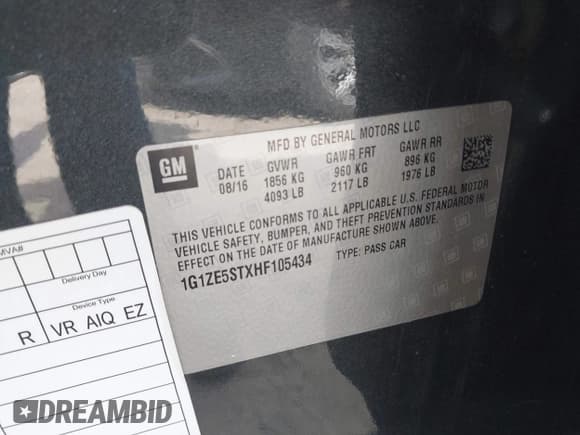 MFD BY GENERAL MOTORS LLC
GM
DATE GVWR GAWR FRT GAWR RR
08/16 1856 KG 960 KG 896 KG
4093 LB 2117 LB 1976 LB
THIS VEHICLE CONFORMS TO ALL APPLICABLE U.S. FEDERAL MOTOR
VEHICLE SAFETY, BUMPER, AND THEFT PREVENTION STANDARDS IN
EFFECT ON THE DATE OF MANUFACTURE SHOWN ABOVE.
1G1ZE5STXHF105434 TYPE: PASS CAR
MVA#
Delivery Day
R VR AIQ EZ
DREAMBID